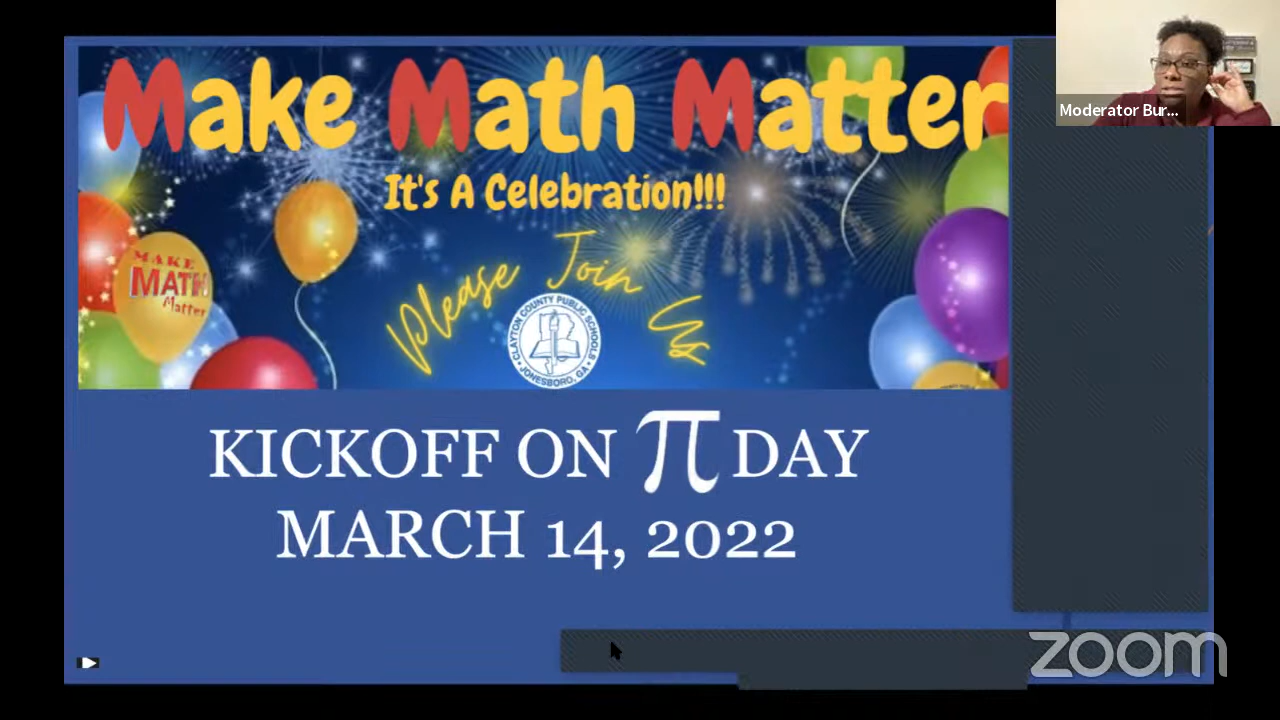 Make Math Matter
It's A Celebration!!!
Please Join Us
MAKE
MATH
Matter
CLAYTON COUNTY PUBLIC SCHOOLS
JONESBORO, GA
KICKOFF ON π DAY
MARCH 14, 2022
Moderator Bur...
zoom